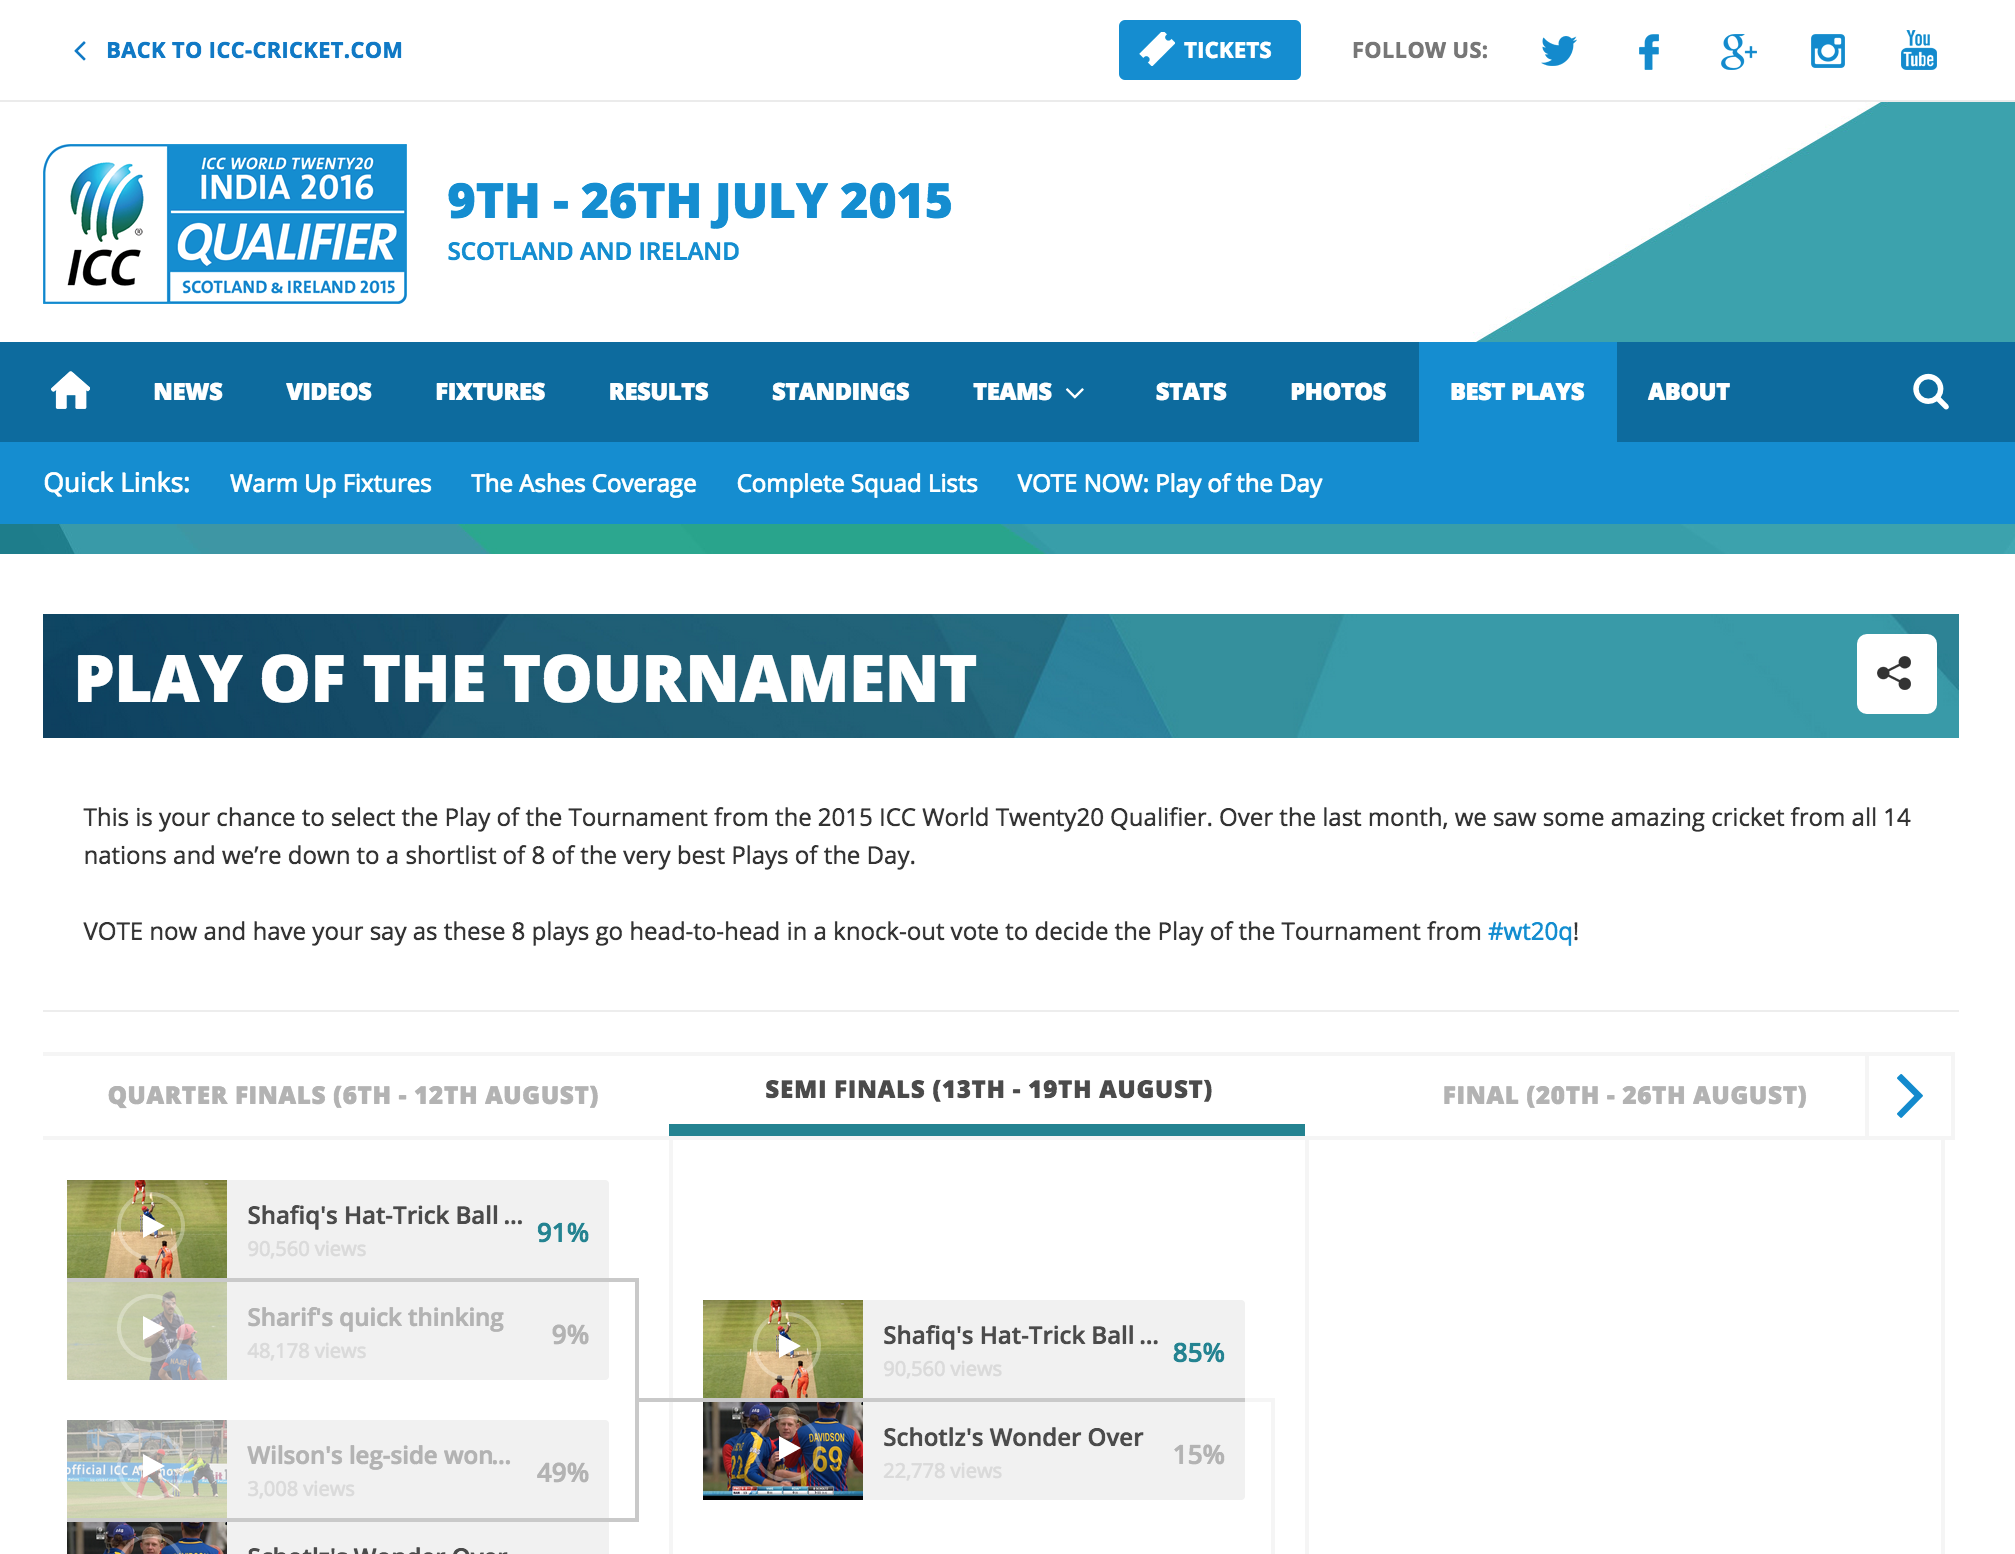 BACK TO ICC-CRICKET.COM
TICKETS
FOLLOW US:
You
Tube
ICC
ICC WORLD TWENTY20
INDIA 2016
QUALIFIER
SCOTLAND & IRELAND 2015
9TH - 26TH JULY 2015
SCOTLAND AND IRELAND
NEWS VIDEOS FIXTURES RESULTS STANDINGS TEAMS STATS PHOTOS BEST PLAYS ABOUT
Quick Links: Warm Up Fixtures The Ashes Coverage Complete Squad Lists VOTE NOW: Play of the Day
PLAY OF THE TOURNAMENT
This is your chance to select the Play of the Tournament from the 2015 ICC World Twenty20 Qualifier. Over the last month, we saw some amazing cricket from all 14
nations and we're down to a shortlist of 8 of the very best Plays of the Day.
VOTE now and have your say as these 8 plays go head-to-head in a knock-out vote to decide the Play of the Tournament from #wt20q!
QUARTER FINALS (6TH - 12TH AUGUST)
SEMI FINALS (13TH - 19TH AUGUST)
FINAL (20TH - 26TH AUGUST)
Shafiq's Hat-Trick Ball ...
90,560 views
91%
Sharif's quick thinking
48,178 views
9%
Wilson's leg-side won...
3,008 views
49%
Schotlz's Wonder Over
Shafiq's Hat-Trick Ball ...
90,560 views
85%
DAVIDSON
69
22
Schotlz's Wonder Over
22,778 views
15%